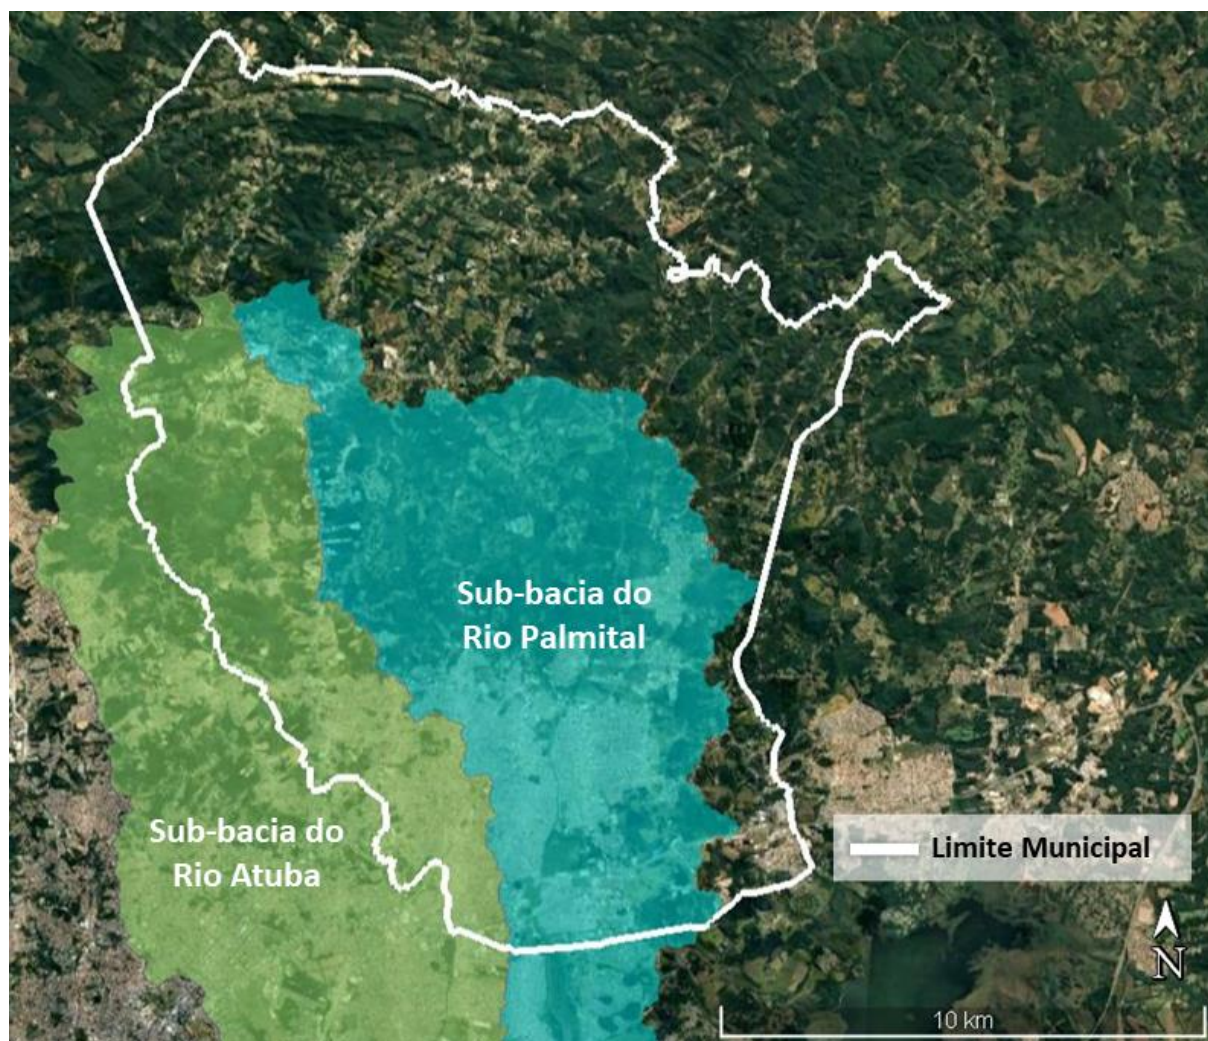 Sub-bacia do
Rio Palmital
Sub-bacia do
Rio Atuba
Limite Municipal
N
10 km